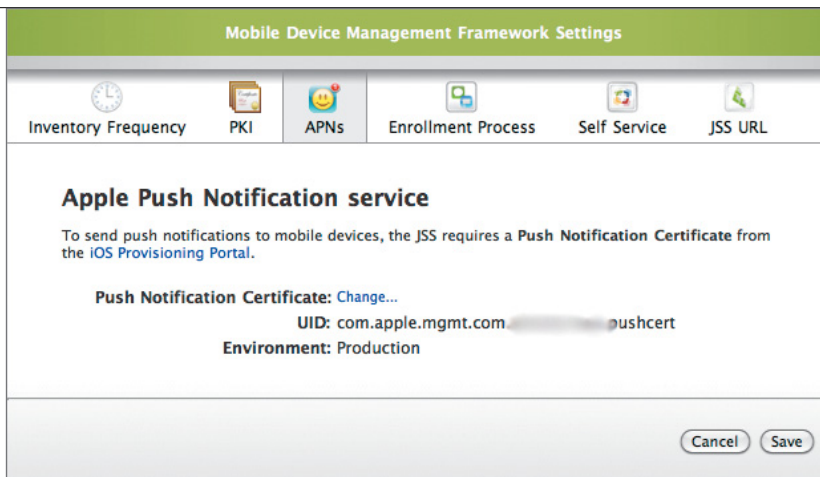 Mobile Device Management Framework Settings
Inventory Frequency PKI APNs Enrollment Process Self Service JSS URL
Apple Push Notification service
To send push notifications to mobile devices, the JSS requires a Push Notification Certificate from
the iOS Provisioning Portal.
Push Notification Certificate: Change...
UID: com.apple.mgmt.com. pushcert
Environment: Production
Cancel Save